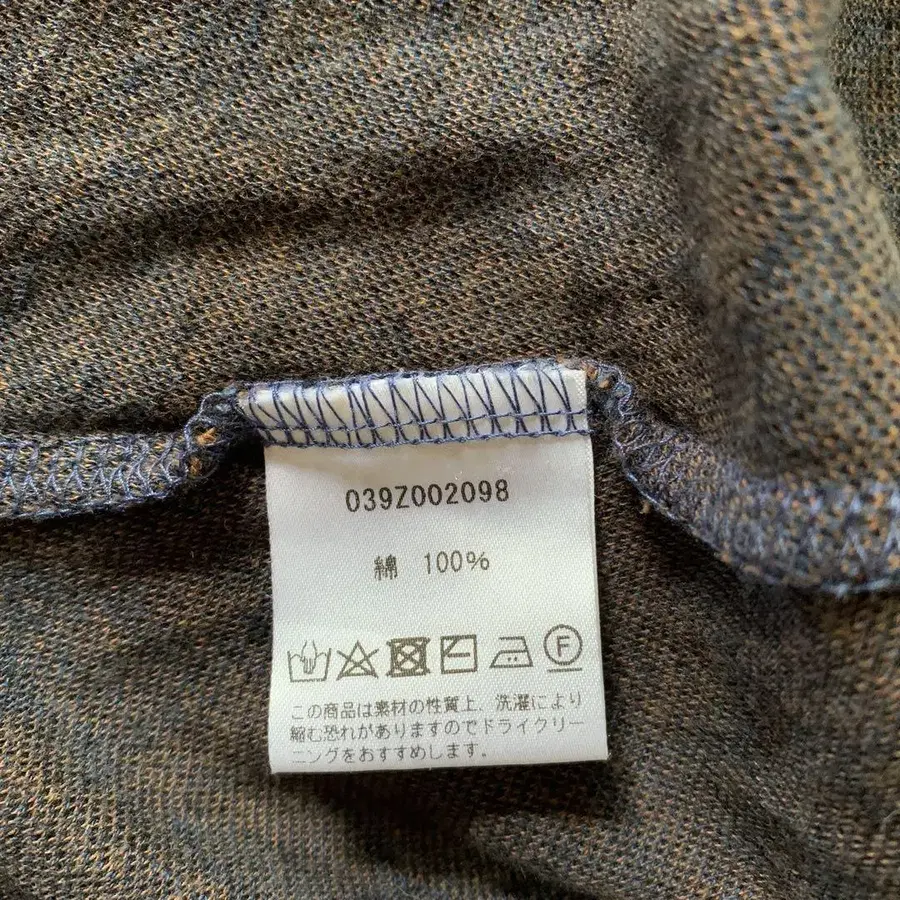 039Z002098
綿 100%
F
この商品は素材の性質上、洗濯により
縮む恐れがありますのでドライクリー
ニングをおすすめします。